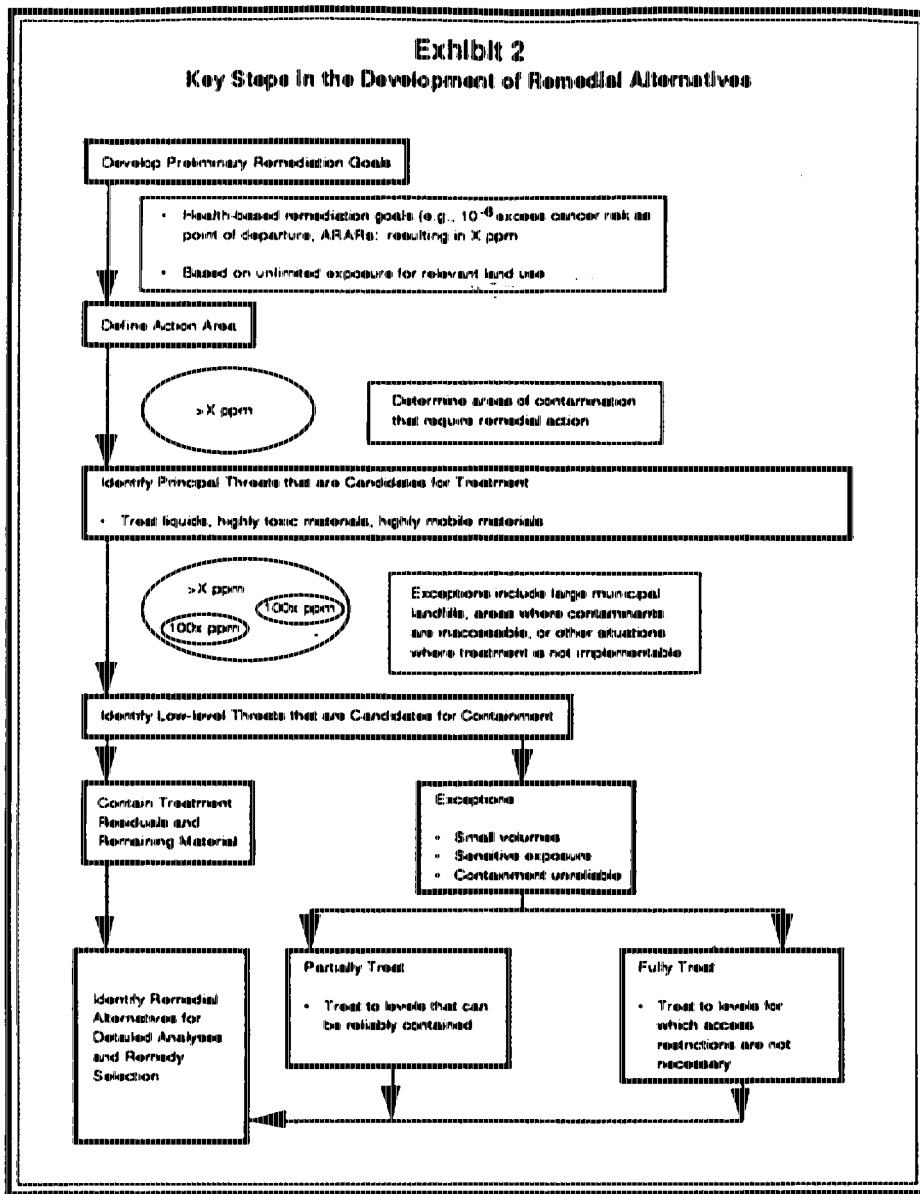 Exhibit 2
Key Steps in the Development of Remedial Alternatives
Develop Preliminary Remediation Goals
• Health-based remediation goals (e.g., 10⁻⁶ excess cancer risk as
point of departure, ARARs: resulting in X ppm
• Based on unlimited exposure for relevant land use
Define Action Area
>X ppm
Determine areas of contamination
that require remedial action
Identify Principal Threats that are Candidates for Treatment
• Treat liquids, highly toxic materials, highly mobile materials
>X ppm
100x ppm
100x ppm
Exceptions include large municipal
landfills, areas where contaminants
are inaccessible, or other situations
where treatment is not implementable
Identify Low-level Threats that are Candidates for Containment
Contain Treatment
Residuals and
Remaining Material
Exceptions
• Small volumes
• Sensitive exposure
• Containment unreliable
Identify Remedial
Alternatives for
Detailed Analyses
and Remedy
Selection
Partially Treat
• Treat to levels that can
be reliably contained
Fully Treat
• Treat to levels for
which access
restrictions are not
necessary